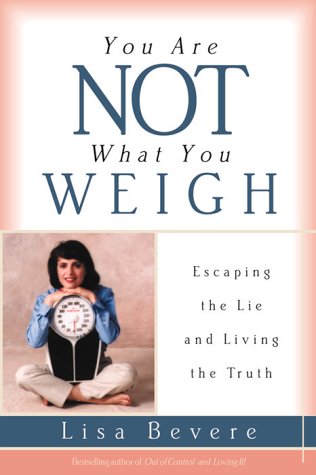 You Are
NOT
What You
WEIGH
Escaping
the Lie
and Living
the Truth
Lisa Bevere
Bestselling author of Out of Control and Loving It!